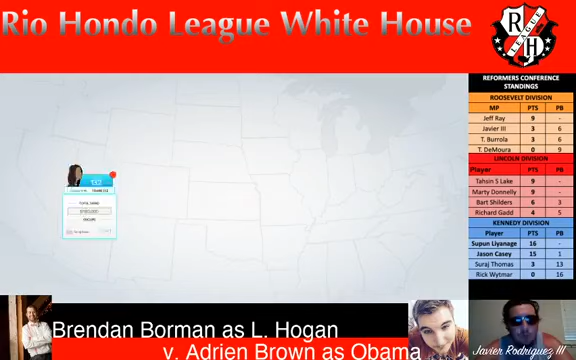 Rio Hondo League White House
R
H
J
LEAGUE
REFORMERS CONFERENCE
STANDINGS
ROOSEVELT DIVISION
MP PTS PB
Jeff Ray 9 -
Javier III 3 6
T. Burrola 3 6
T. DeMoura 0 9
LINCOLN DIVISION
Player PTS PB
Tahsin S Lake 9 -
Marty Donnelly 9 -
Bart Shilders 6 3
Richard Gadd 4 5
KENNEDY DIVISION
Player PTS PB
Supun Liyanage 16 -
Jason Casey 15 1
Suraj Thomas 3 13
Rick Wytmar 0 16
Brendan Borman as L. Hogan
v. Adrien Brown as Obama
Javier Rodriguez III